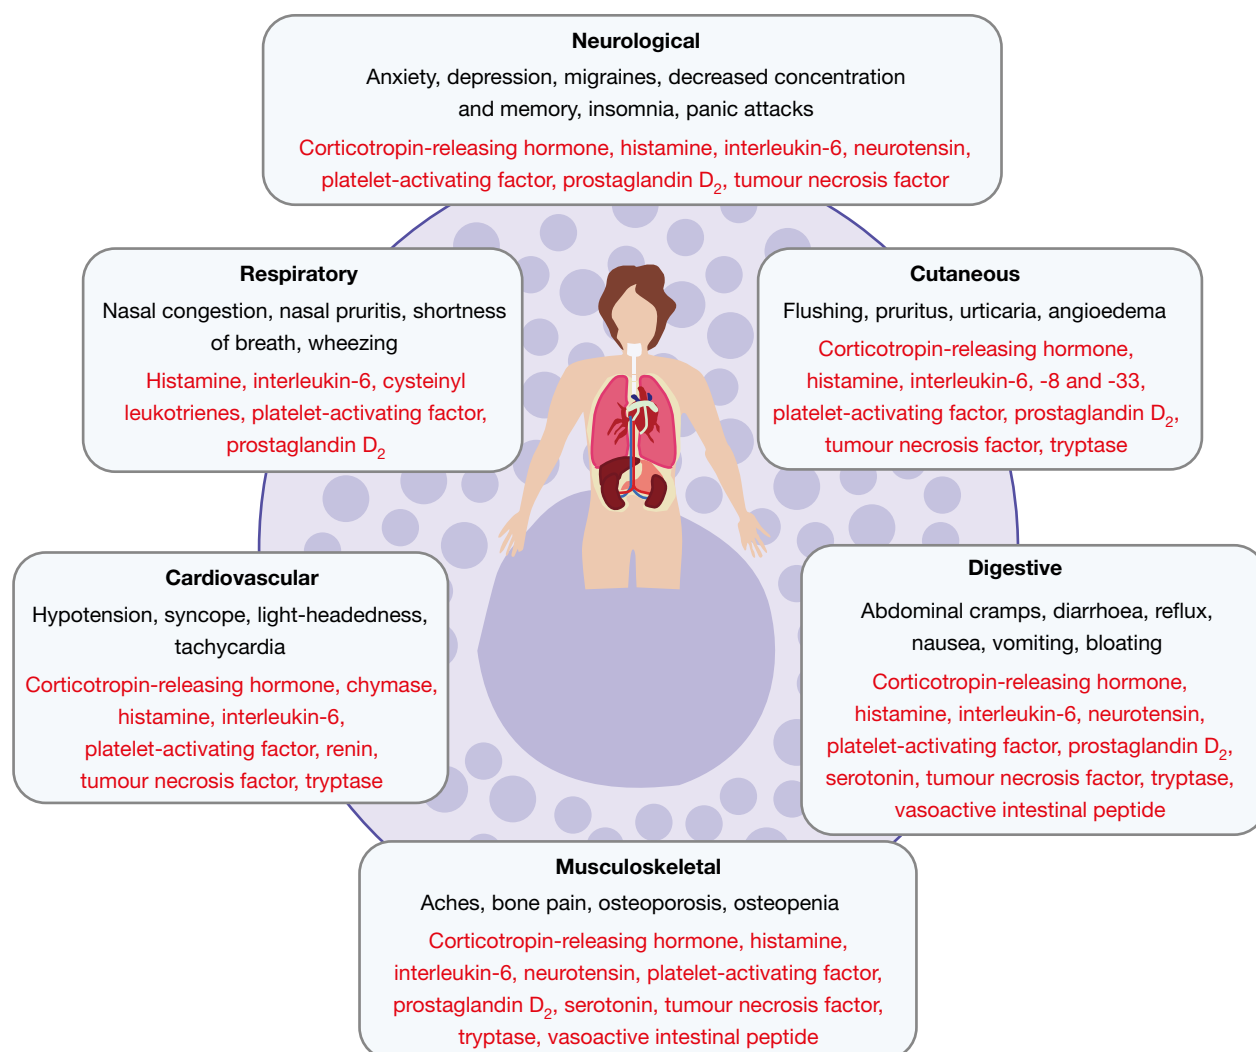 Neurological
Anxiety, depression, migraines, decreased concentration
and memory, insomnia, panic attacks
Corticotropin-releasing hormone, histamine, interleukin-6, neurotensin,
platelet-activating factor, prostaglandin D2, tumour necrosis factor
Respiratory
Nasal congestion, nasal pruritis, shortness
of breath, wheezing
Histamine, interleukin-6, cysteinyl
leukotrienes, platelet-activating factor,
prostaglandin D2
Cutaneous
Flushing, pruritus, urticaria, angioedema
Corticotropin-releasing hormone,
histamine, interleukin-6, -8 and -33,
platelet-activating factor, prostaglandin D2,
tumour necrosis factor, tryptase
Cardiovascular
Hypotension, syncope, light-headedness,
tachycardia
Corticotropin-releasing hormone, chymase,
histamine, interleukin-6,
platelet-activating factor, renin,
tumour necrosis factor, tryptase
Digestive
Abdominal cramps, diarrhoea, reflux,
nausea, vomiting, bloating
Corticotropin-releasing hormone,
histamine, interleukin-6, neurotensin,
platelet-activating factor, prostaglandin D2,
serotonin, tumour necrosis factor, tryptase,
vasoactive intestinal peptide
Musculoskeletal
Aches, bone pain, osteoporosis, osteopenia
Corticotropin-releasing hormone, histamine,
interleukin-6, neurotensin, platelet-activating factor,
prostaglandin D2, serotonin, tumour necrosis factor,
tryptase, vasoactive intestinal peptide